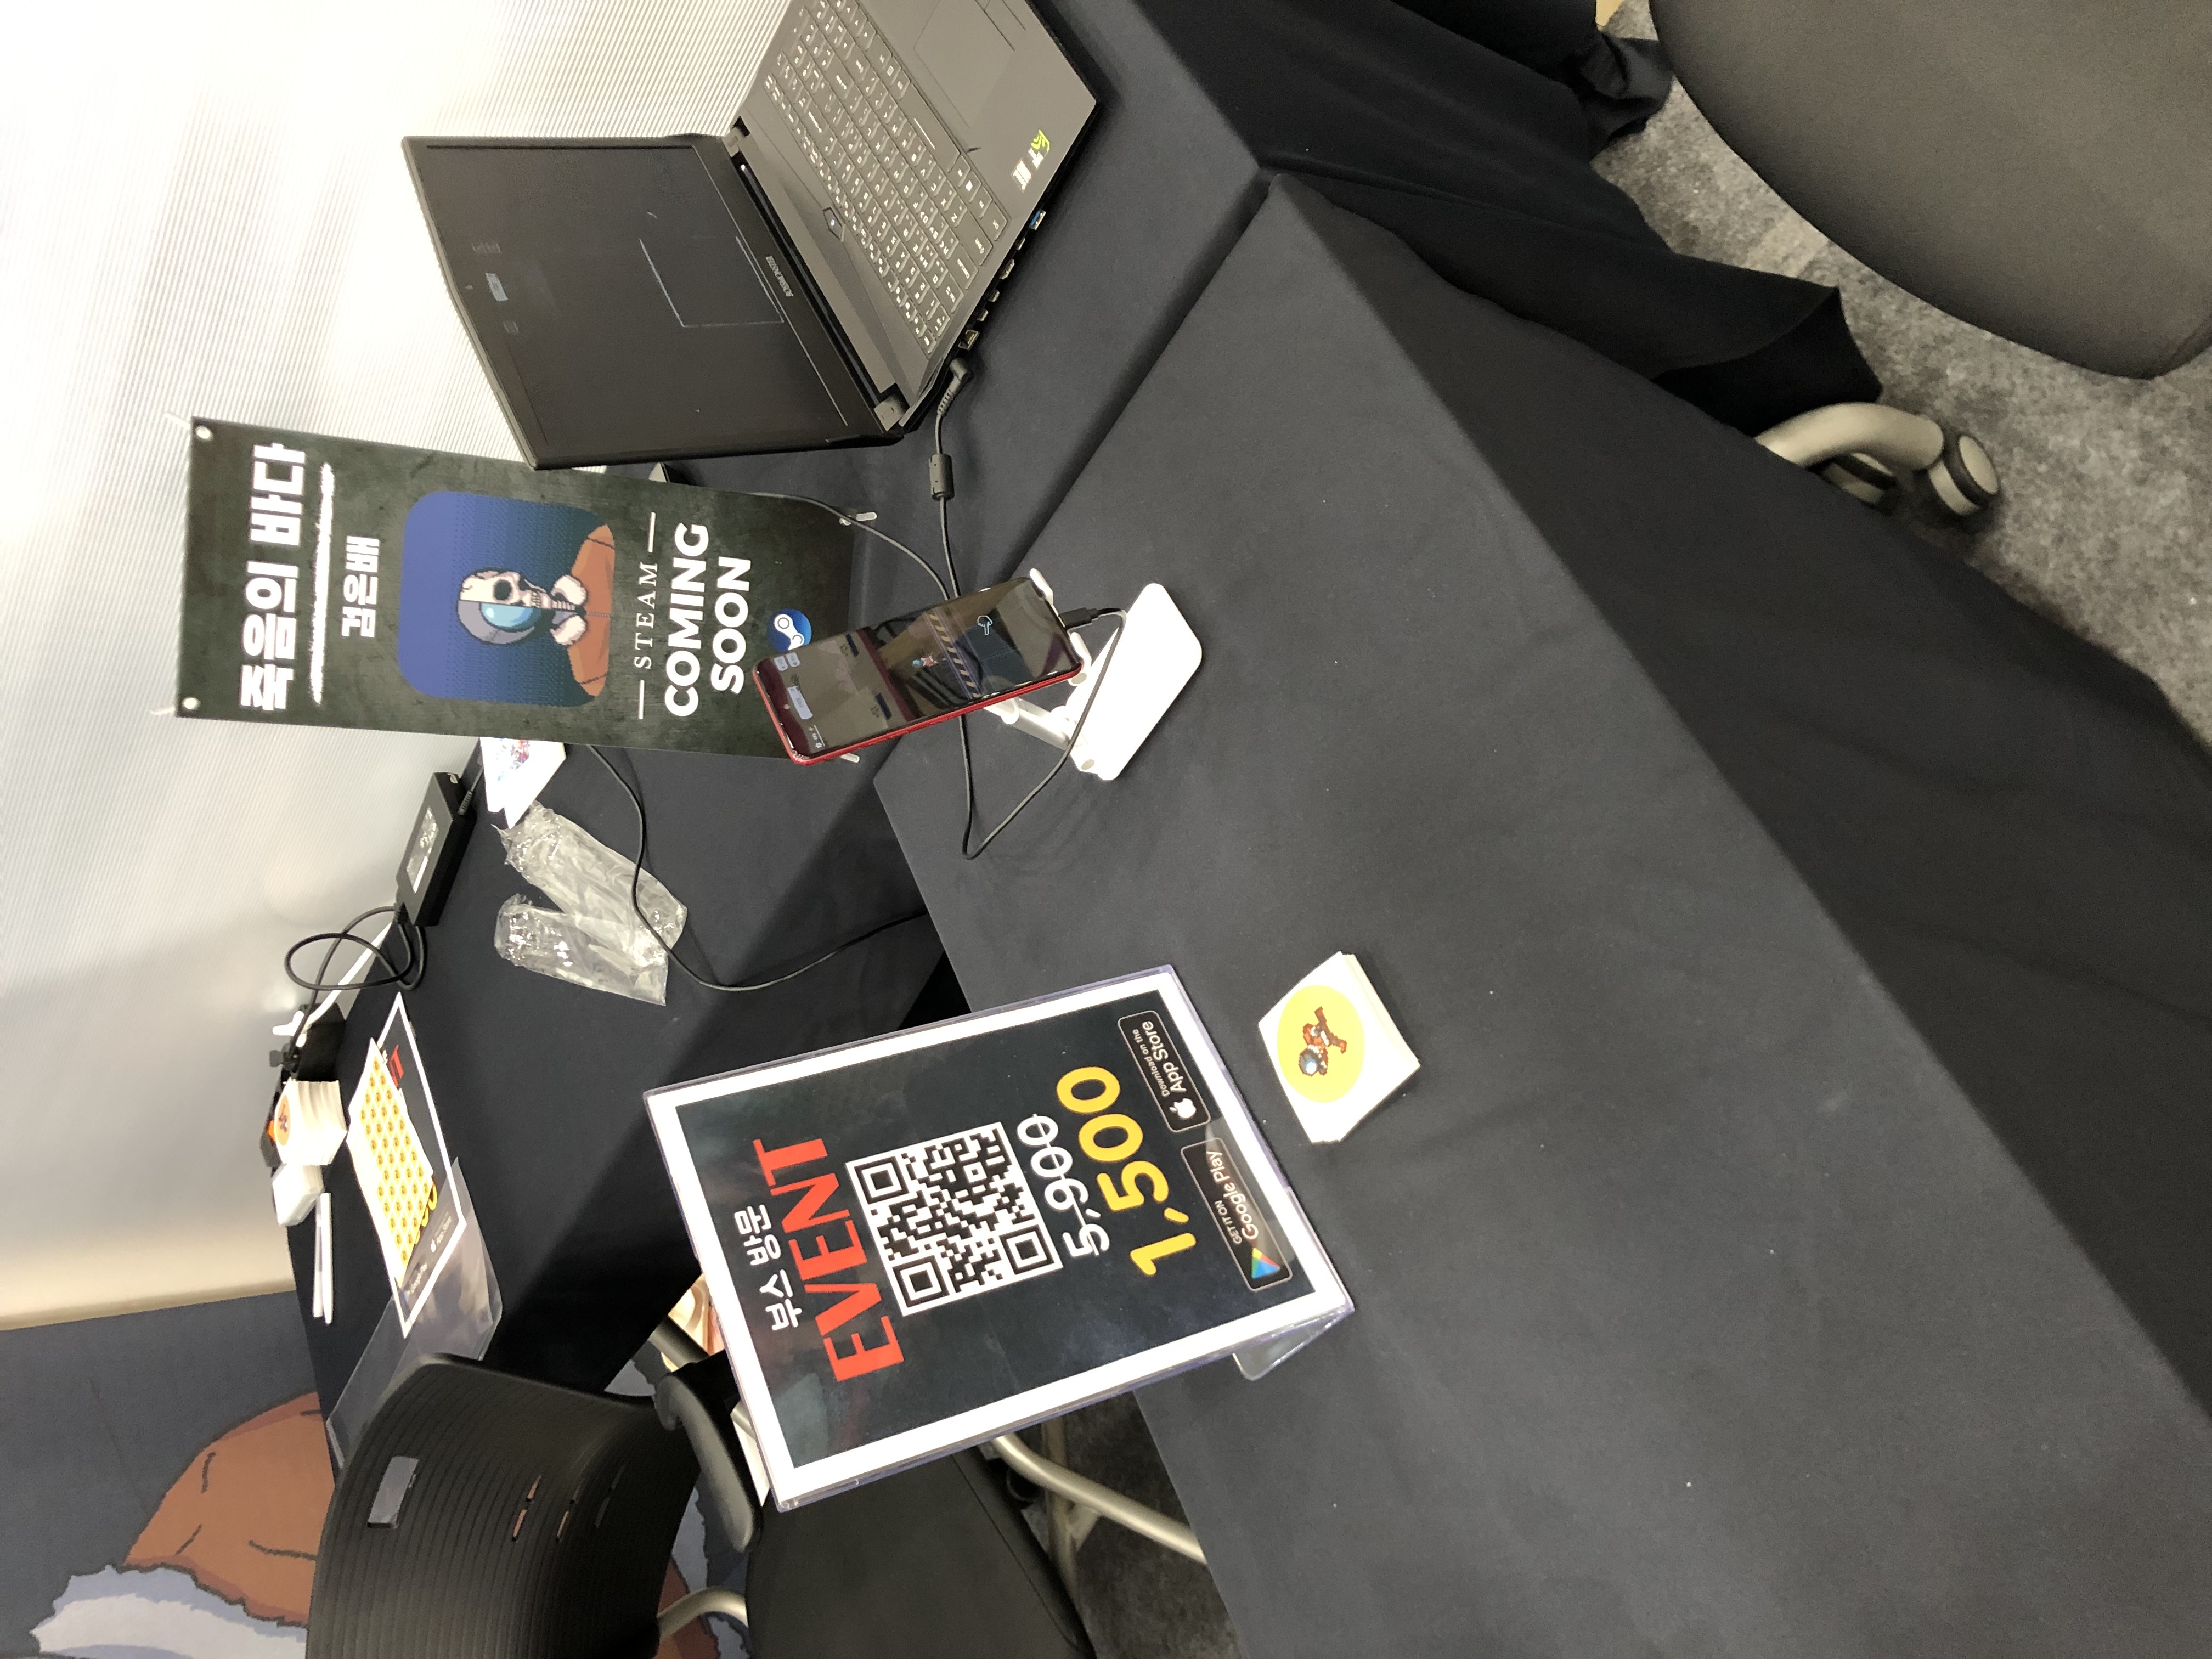 죽음의 바다
검은배
STEAM
COMING
SOON
BOSSMONSTER
부스 방문
EVENT
5,900
1,500
GET IT ON
Google Play
Download on the
App Store